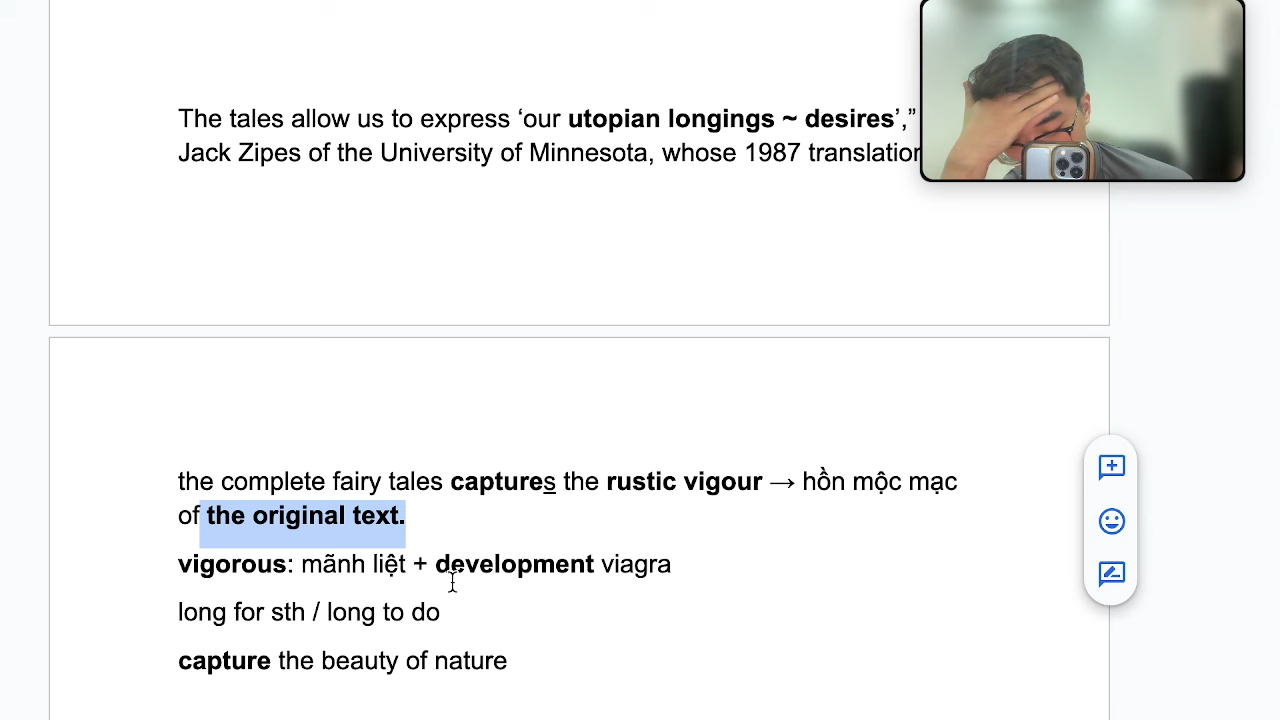 The tales allow us to express ‘our utopian longings ~ desires’,”
Jack Zipes of the University of Minnesota, whose 1987 translation
the complete fairy tales captures the rustic vigour → hồn mộc mạc
of the original text.
vigorous: mãnh liệt + development viagra
long for sth / long to do
capture the beauty of nature